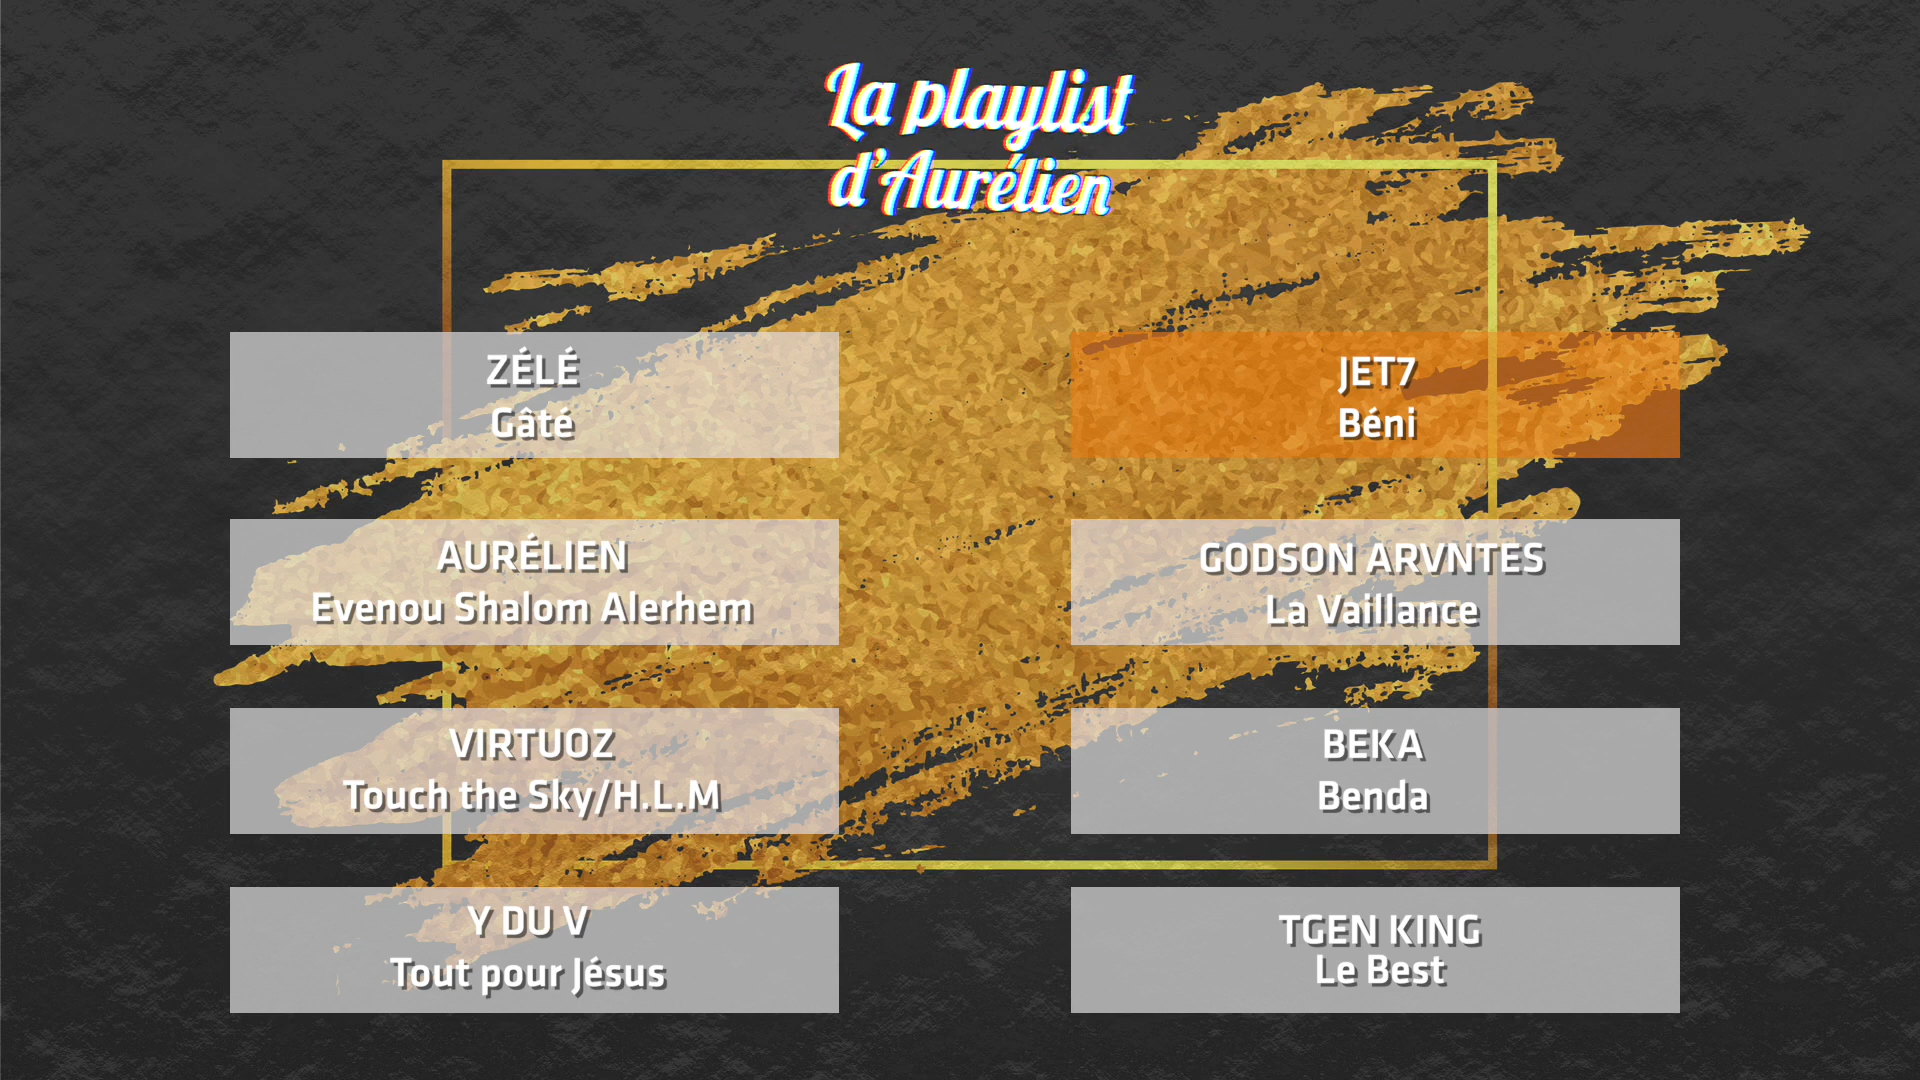 La playlist
d'Aurélien
ZÉLÉ
Gâté
JET7
Béni
AURÉLIEN
Evenou Shalom Alerhem
GODSON ARVNTES
La Vaillance
VIRTUOZ
Touch the Sky/H.L.M
BEKA
Benda
Y DU V
Tout pour Jésus
TGEN KING
Le Best